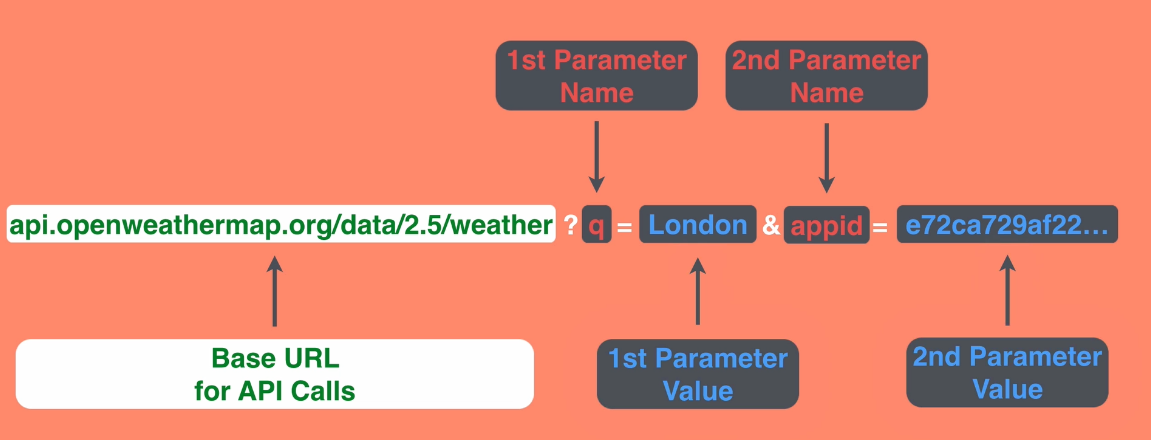 1st Parameter
Name
2nd Parameter
Name
api.openweathermap.org/data/2.5/weather ? q = London & appid = e72ca729af22...
Base URL
for API Calls
1st Parameter
Value
2nd Parameter
Value